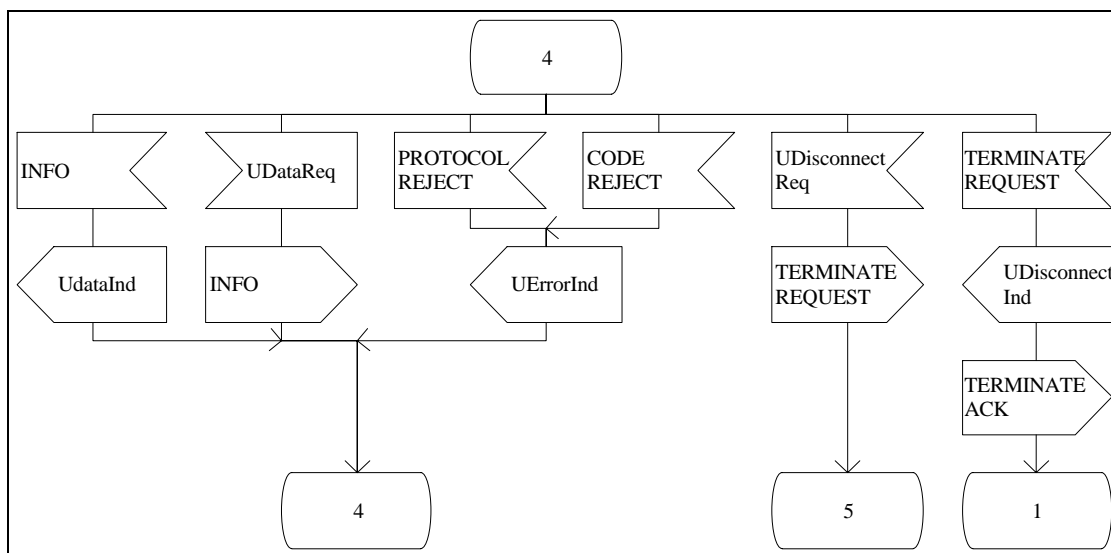 4
INFO
UDataReq
PROTOCOL
REJECT
CODE
REJECT
UDisconnect
Req
TERMINATE
REQUEST
UdataInd
INFO
UErrorInd
TERMINATE
REQUEST
UDisconnect
Ind
TERMINATE
ACK
4
5
1